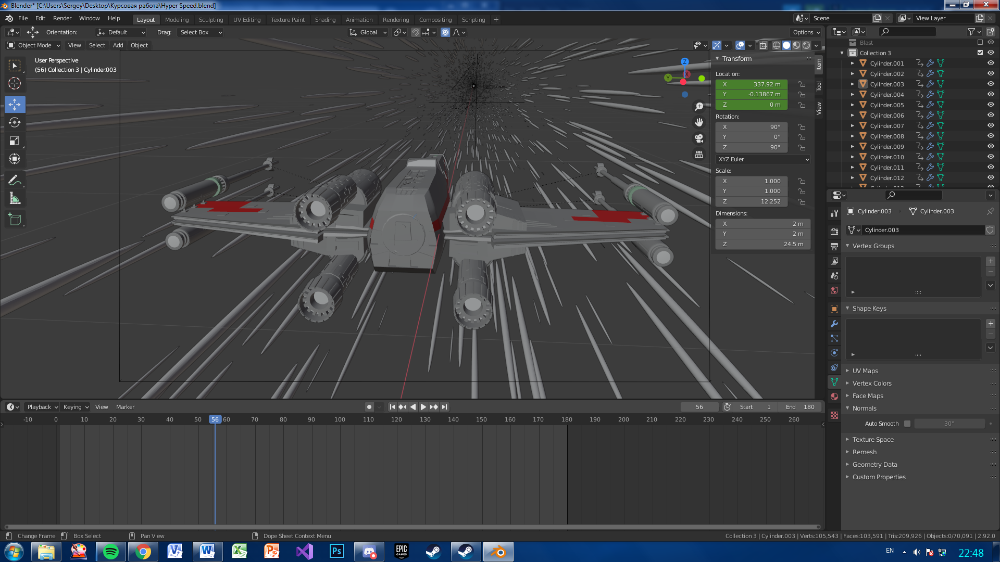 Blender* [C:\Users\Sergey\Desktop\Курсовая работа\Hyper Speed.blend]
File Edit Render Window Help Layout Modeling Sculpting UV Editing Texture Paint Shading Animation Rendering Compositing Scripting + Scene View Layer
Orientation: Default Drag: Select Box Global Options
Object Mode View Select Add Object
User Perspective
(56) Collection 3 | Cylinder.003
Z
Y
X
Transform
Location:
X 337.92 m
Y -0.13867 m
Z 0 m
Rotation:
X 90°
Y 0°
Z 90°
XYZ Euler
Scale:
X 1.000
Y 1.000
Z 12.252
Dimensions:
X 2 m
Y 2 m
Z 24.5 m
Item
Tool
View
Blast
Collection 3
Cylinder.001
Cylinder.002
Cylinder.003
Cylinder.004
Cylinder.005
Cylinder.006
Cylinder.007
Cylinder.008
Cylinder.009
Cylinder.010
Cylinder.011
Cylinder.012
Cylinder.003 Cylinder.003
Cylinder.003
Vertex Groups
Shape Keys
UV Maps
Vertex Colors
Face Maps
Normals
Auto Smooth 30°
Texture Space
Remesh
Geometry Data
Custom Properties
Playback Keying View Marker 56 Start 1 End 180
-10 0 10 20 30 40 50 56 60 70 80 90 100 110 120 130 140 150 160 170 180 190 200 210 220 230 240 250 260
Change Frame Box Select Pan View Dope Sheet Context Menu Collection 3 | Cylinder.003 | Verts:105,543 | Faces:103,591 | Tris:209,926 | Objects:0/70,091 | 2.92.0
Ps EPIC GAMES EN 22:48